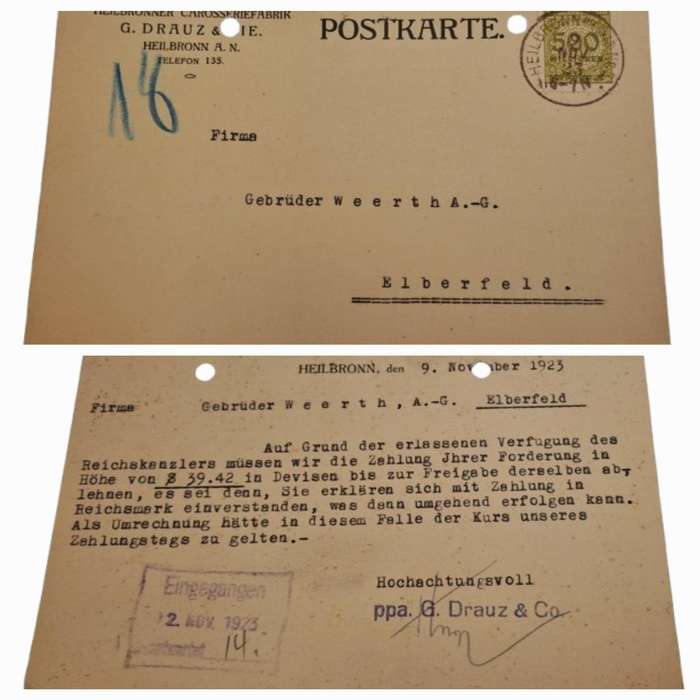 HEILBRONNER CAROSSERIEFABRIK
G. DRAUZ & CIE.
HEILBRONN A. N.
TELEFON 135.
POSTKARTE.
HEILBRONN
500
18
Firma
Gebrüder W e e r t h A.-G.
E l b e r f e l d .
HEILBRONN, den 9. November 1923
Firma Gebrüder W e e r t h , A.-G. Elberfeld
Auf Grund der erlassenen Verfugung des
Reichskanzlers müssen wir die Zahlung Jhrer Forderung in
Höhe von $ 39.42 in Devisen bis zur Freigabe derselben ab-
lehnen, es sei denn, Sie erklären sich mit Zahlung in
Reichsmark einverstanden, was dann umgehend erfolgen kann.
Als Umrechnung hätte in diesem Falle der Kurs unseres
Zahlungstags zu gelten.-
Hochachtungsvoll
ppa. G. Drauz & Co.
Eingegangen
2. NOV. 1923
14.